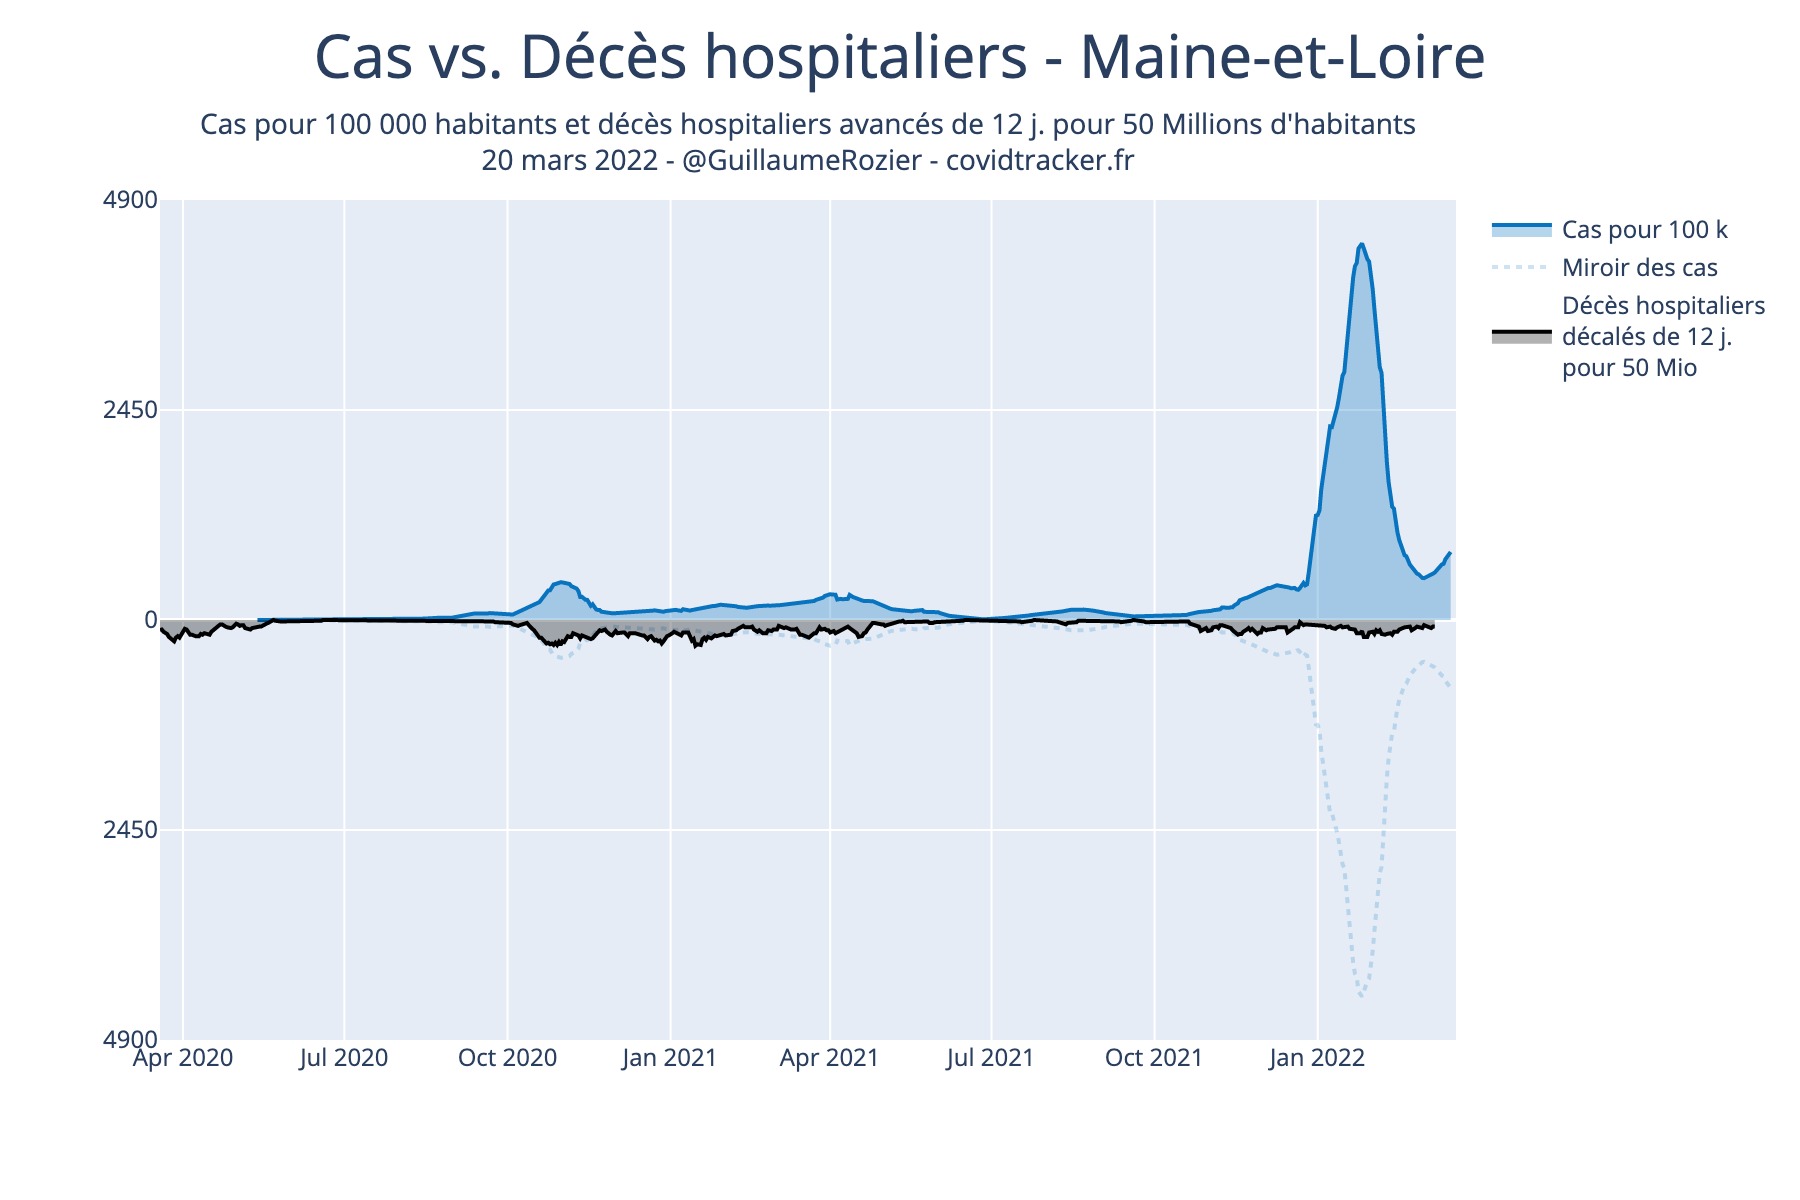 Cas vs. Décès hospitaliers - Maine-et-Loire
Cas pour 100 000 habitants et décès hospitaliers avancés de 12 j. pour 50 Millions d'habitants
20 mars 2022 - @GuillaumeRozier - covidtracker.fr
4900
2450
0
2450
4900
Apr 2020
Jul 2020
Oct 2020
Jan 2021
Apr 2021
Jul 2021
Oct 2021
Jan 2022
Cas pour 100 k
Miroir des cas
Décès hospitaliers
décalés de 12 j.
pour 50 Mio